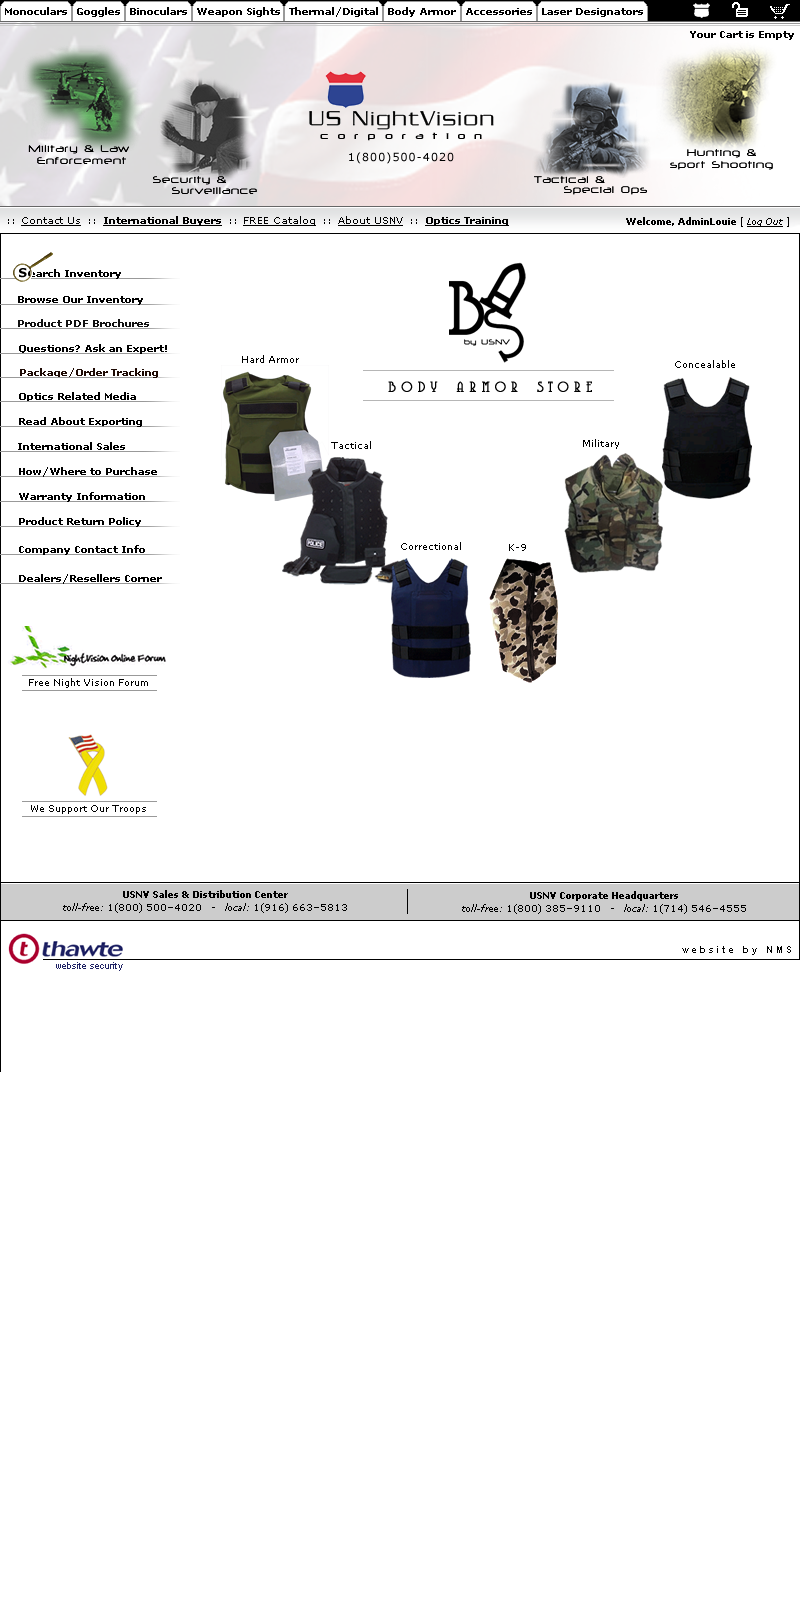 Monoculars Goggles Binoculars Weapon Sights Thermal/Digital Body Armor Accessories Laser Designators
Your Cart is Empty
Military & Law
Enforcement
Security &
Surveillance
US NightVision
corporation
1(800)500-4020
Tactical &
Special Ops
Hunting &
sport Shooting
:: Contact Us :: International Buyers :: FREE Catalog :: About USNV :: Optics Training
Welcome, AdminLouie [ Log Out ]
Search Inventory
Browse Our Inventory
Product PDF Brochures
Questions? Ask an Expert!
Package/Order Tracking
Optics Related Media
Read About Exporting
International Sales
How/Where to Purchase
Warranty Information
Product Return Policy
Company Contact Info
Dealers/Resellers Corner
NightVision Online Forum
Free Night Vision Forum
We Support Our Troops
BS
by USNV
BODY ARMOR STORE
Hard Armor
Tactical
POLICE
Correctional
K-9
Military
Concealable
USNV Sales & Distribution Center
toll-free: 1(800) 500-4020 - local: 1(916) 663-5813
USNV Corporate Headquarters
toll-free: 1(800) 385-9110 - local: 1(714) 546-4555
t thawte
website security
website by NMS